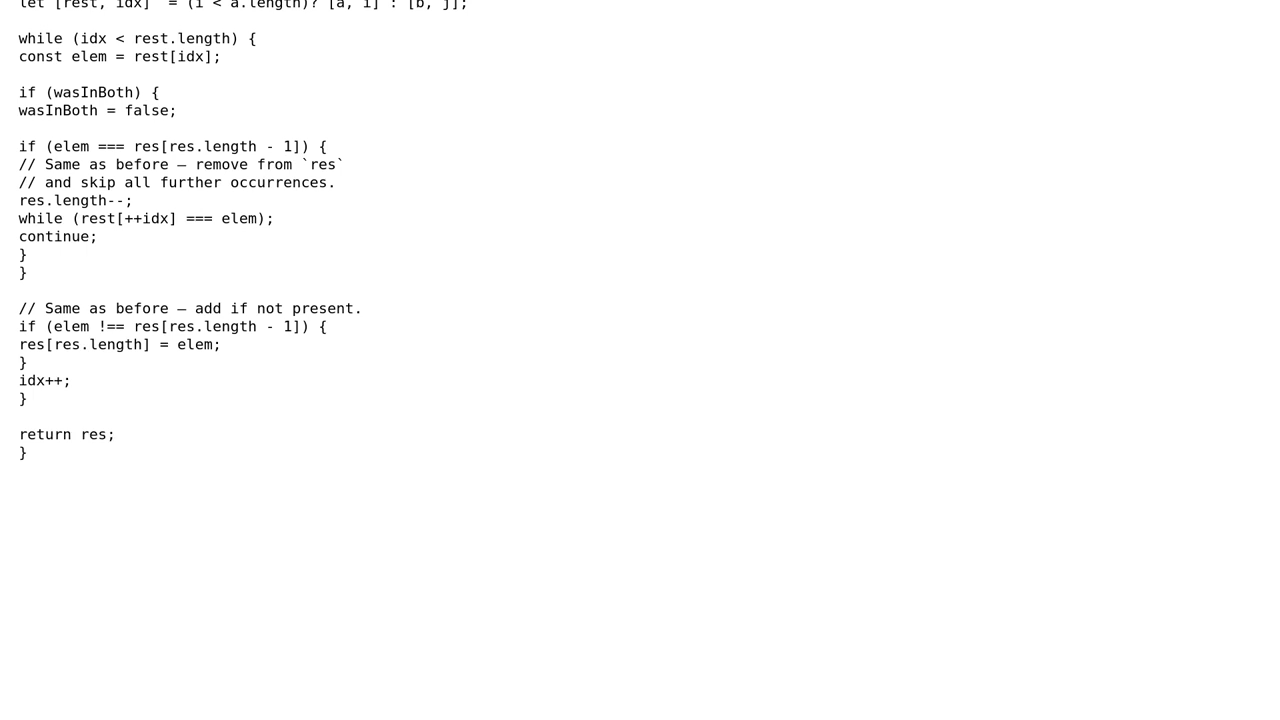 let [rest, idx]  = (i < a.length)? [a, i] : [b, j];

while (idx < rest.length) {
const elem = rest[idx];

if (wasInBoth) {
wasInBoth = false;

if (elem === res[res.length - 1]) {
// Same as before — remove from `res`
// and skip all further occurrences.
res.length--;
while (rest[++idx] === elem);
continue;
}
}

// Same as before — add if not present.
if (elem !== res[res.length - 1]) {
res[res.length] = elem;
}
idx++;
}

return res;
}